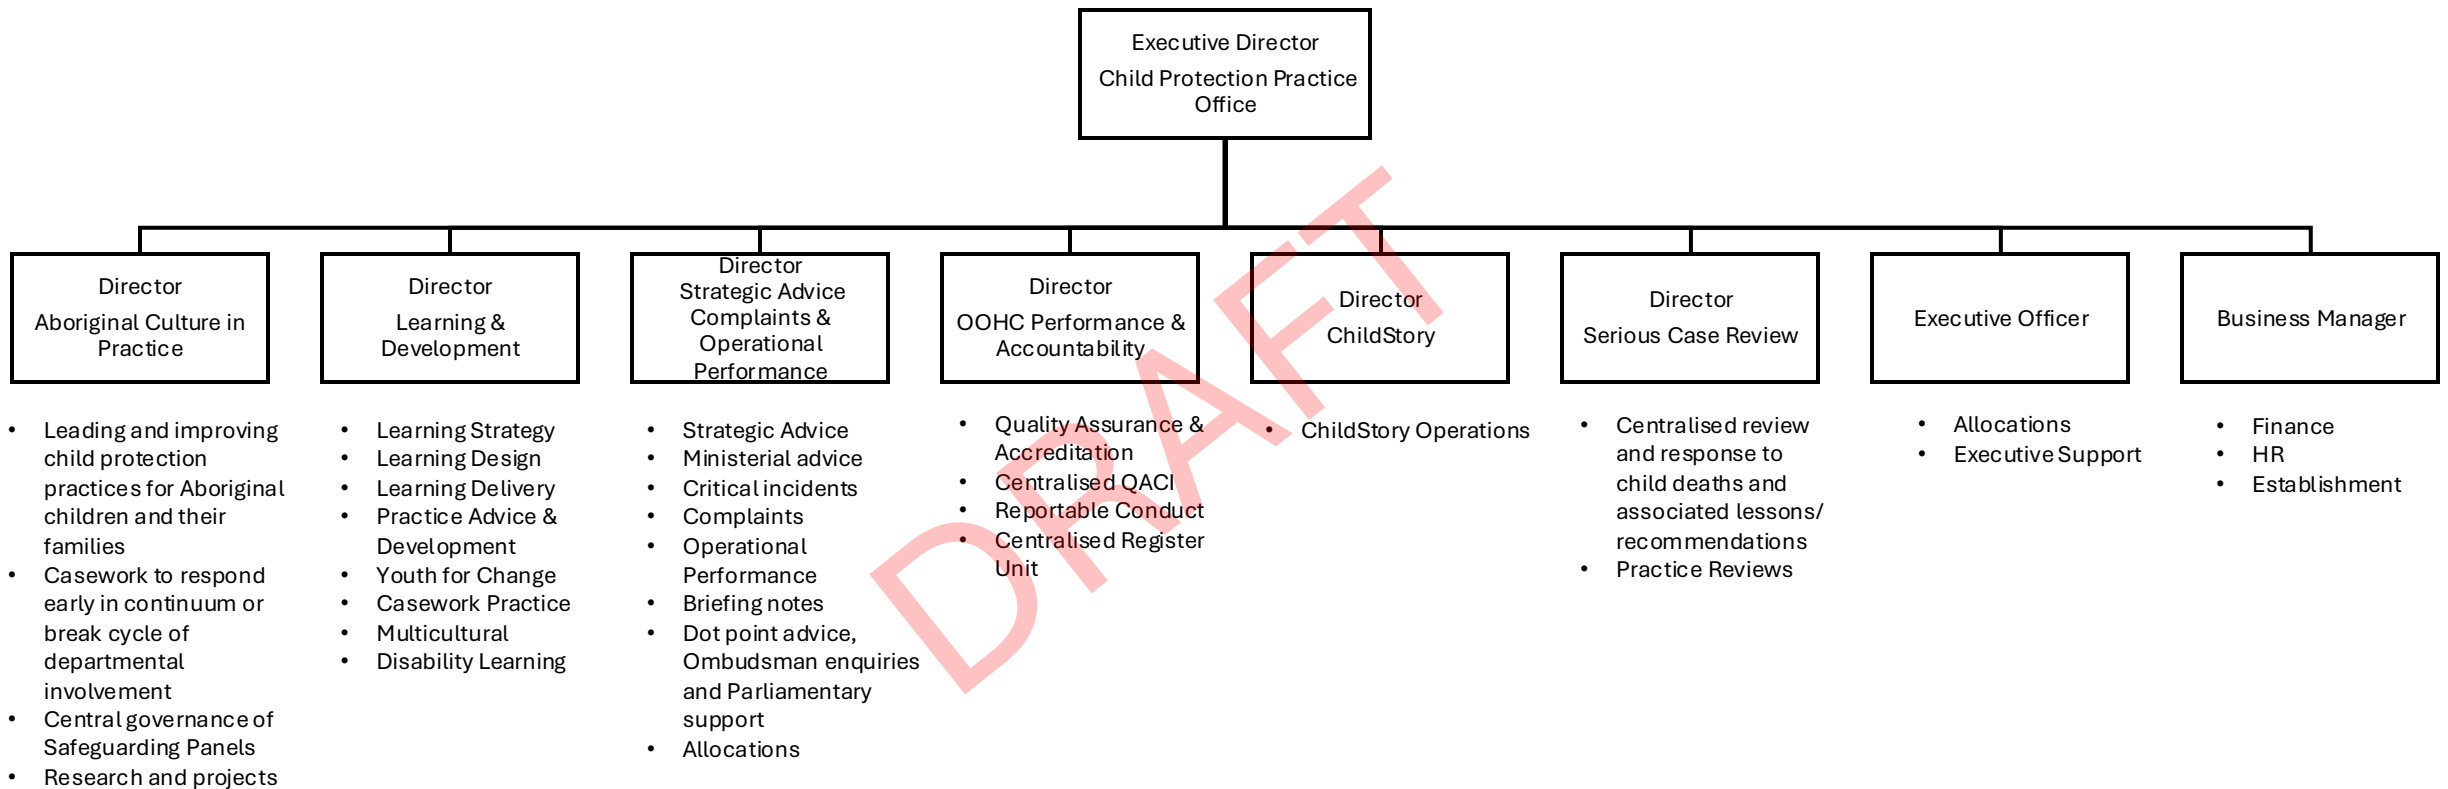 Executive Director
Child Protection Practice
Office
Director
Aboriginal Culture in
Practice
Director
Learning &
Development
Director
Strategic Advice
Complaints &
Operational
Performance
Director
OOHC Performance &
Accountability
Director
ChildStory
Director
Serious Case Review
Executive Officer
Business Manager
• Leading and improving
child protection
practices for Aboriginal
children and their
families
• Casework to respond
early in continuum or
break cycle of
departmental
involvement
• Central governance of
Safeguarding Panels
• Research and projects
• Learning Strategy
• Learning Design
• Learning Delivery
• Practice Advice &
Development
• Youth for Change
• Casework Practice
• Multicultural
• Disability Learning
• Strategic Advice
• Ministerial advice
• Critical incidents
• Complaints
• Operational
Performance
• Briefing notes
• Dot point advice,
Ombudsman enquiries
and Parliamentary
support
• Allocations
• Quality Assurance &
Accreditation
• Centralised QACI
• Reportable Conduct
• Centralised Register
Unit
• ChildStory Operations
• Centralised review
and response to
child deaths and
associated lessons/
recommendations
• Practice Reviews
• Allocations
• Executive Support
• Finance
• HR
• Establishment
DRAFT